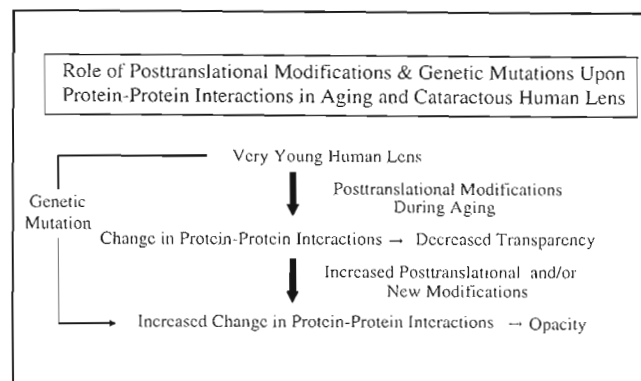 Role of Posttranslational Modifications & Genetic Mutations Upon
Protein-Protein Interactions in Aging and Cataractous Human Lens
Very Young Human Lens
Genetic
Mutation
Posttranslational Modifications
During Aging
Change in Protein-Protein Interactions → Decreased Transparency
Increased Posttranslational and/or
New Modifications
Increased Change in Protein-Protein Interactions → Opacity